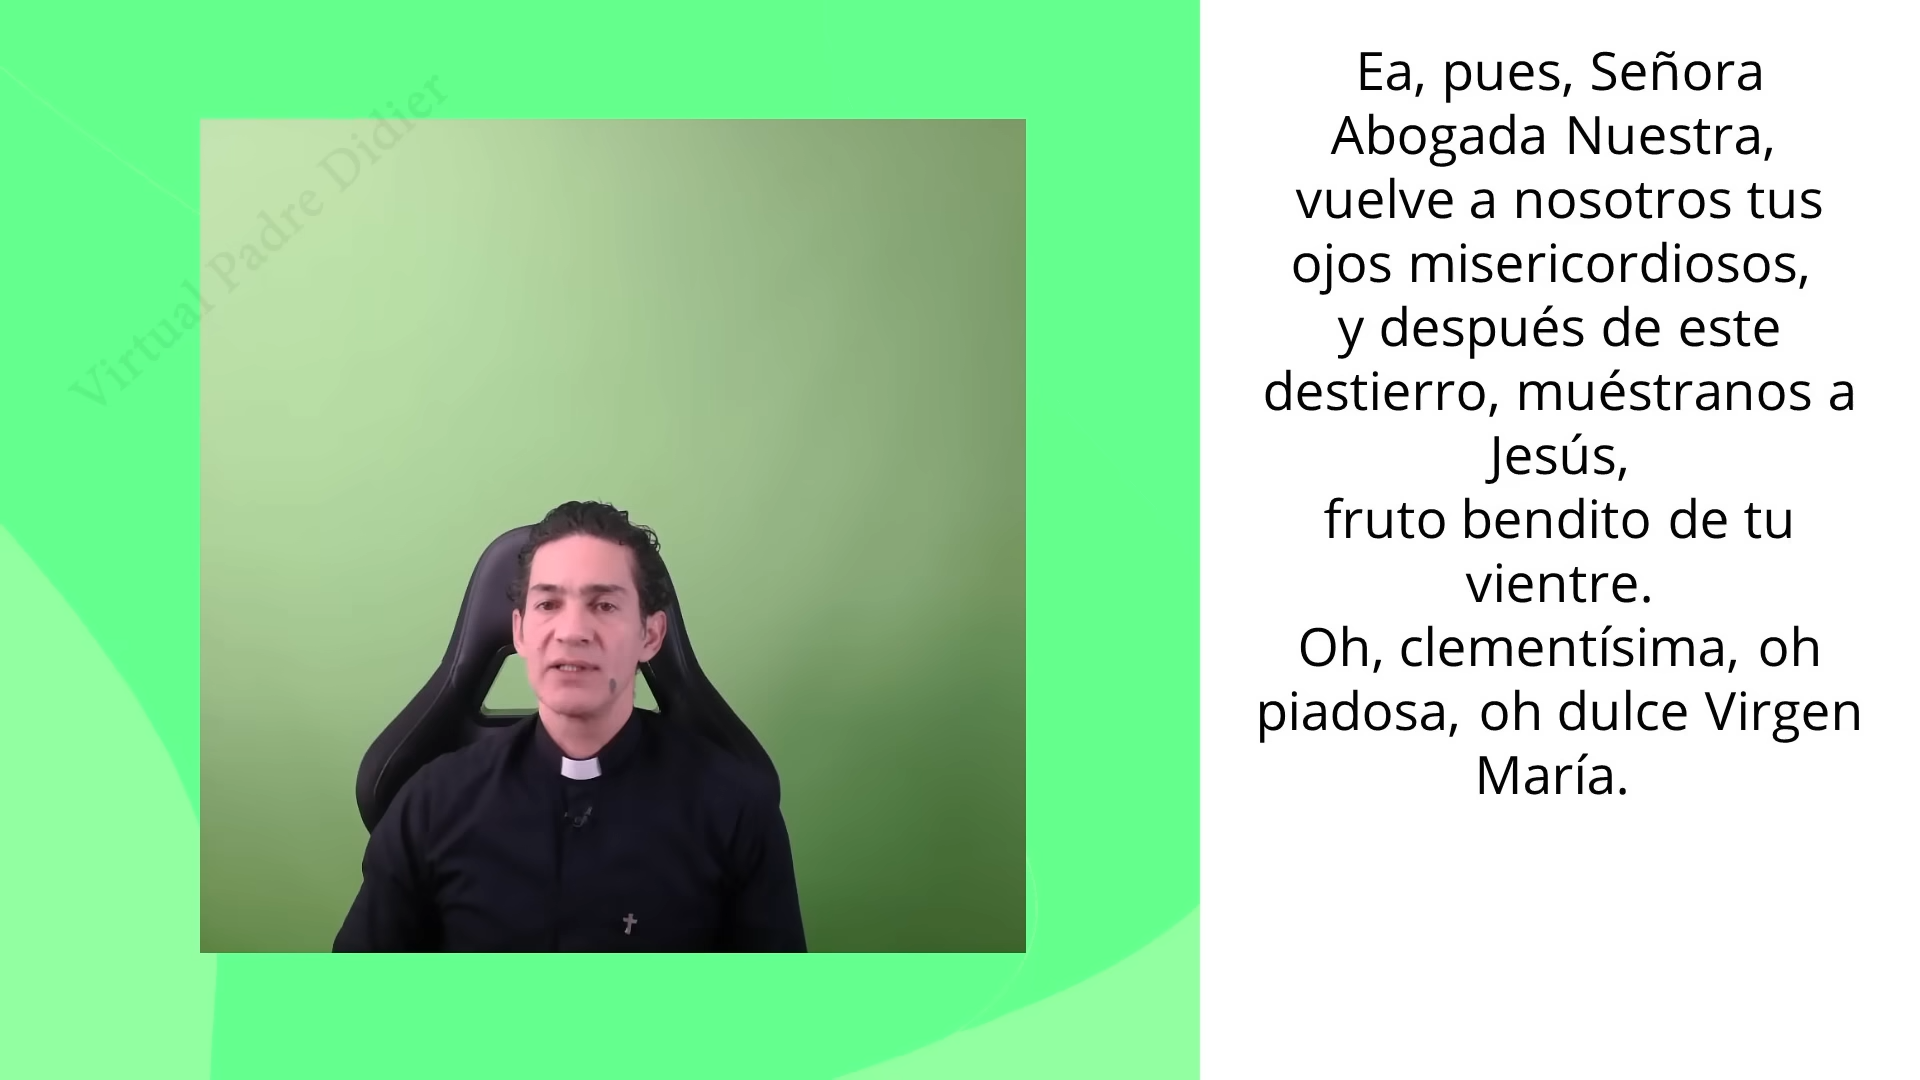 Virtual Padre Didier
Ea, pues, Señora
Abogada Nuestra,
vuelve a nosotros tus
ojos misericordiosos,
y después de este
destierro, muéstranos a
Jesús,
fruto bendito de tu
vientre.
Oh, clementísima, oh
piadosa, oh dulce Virgen
María.